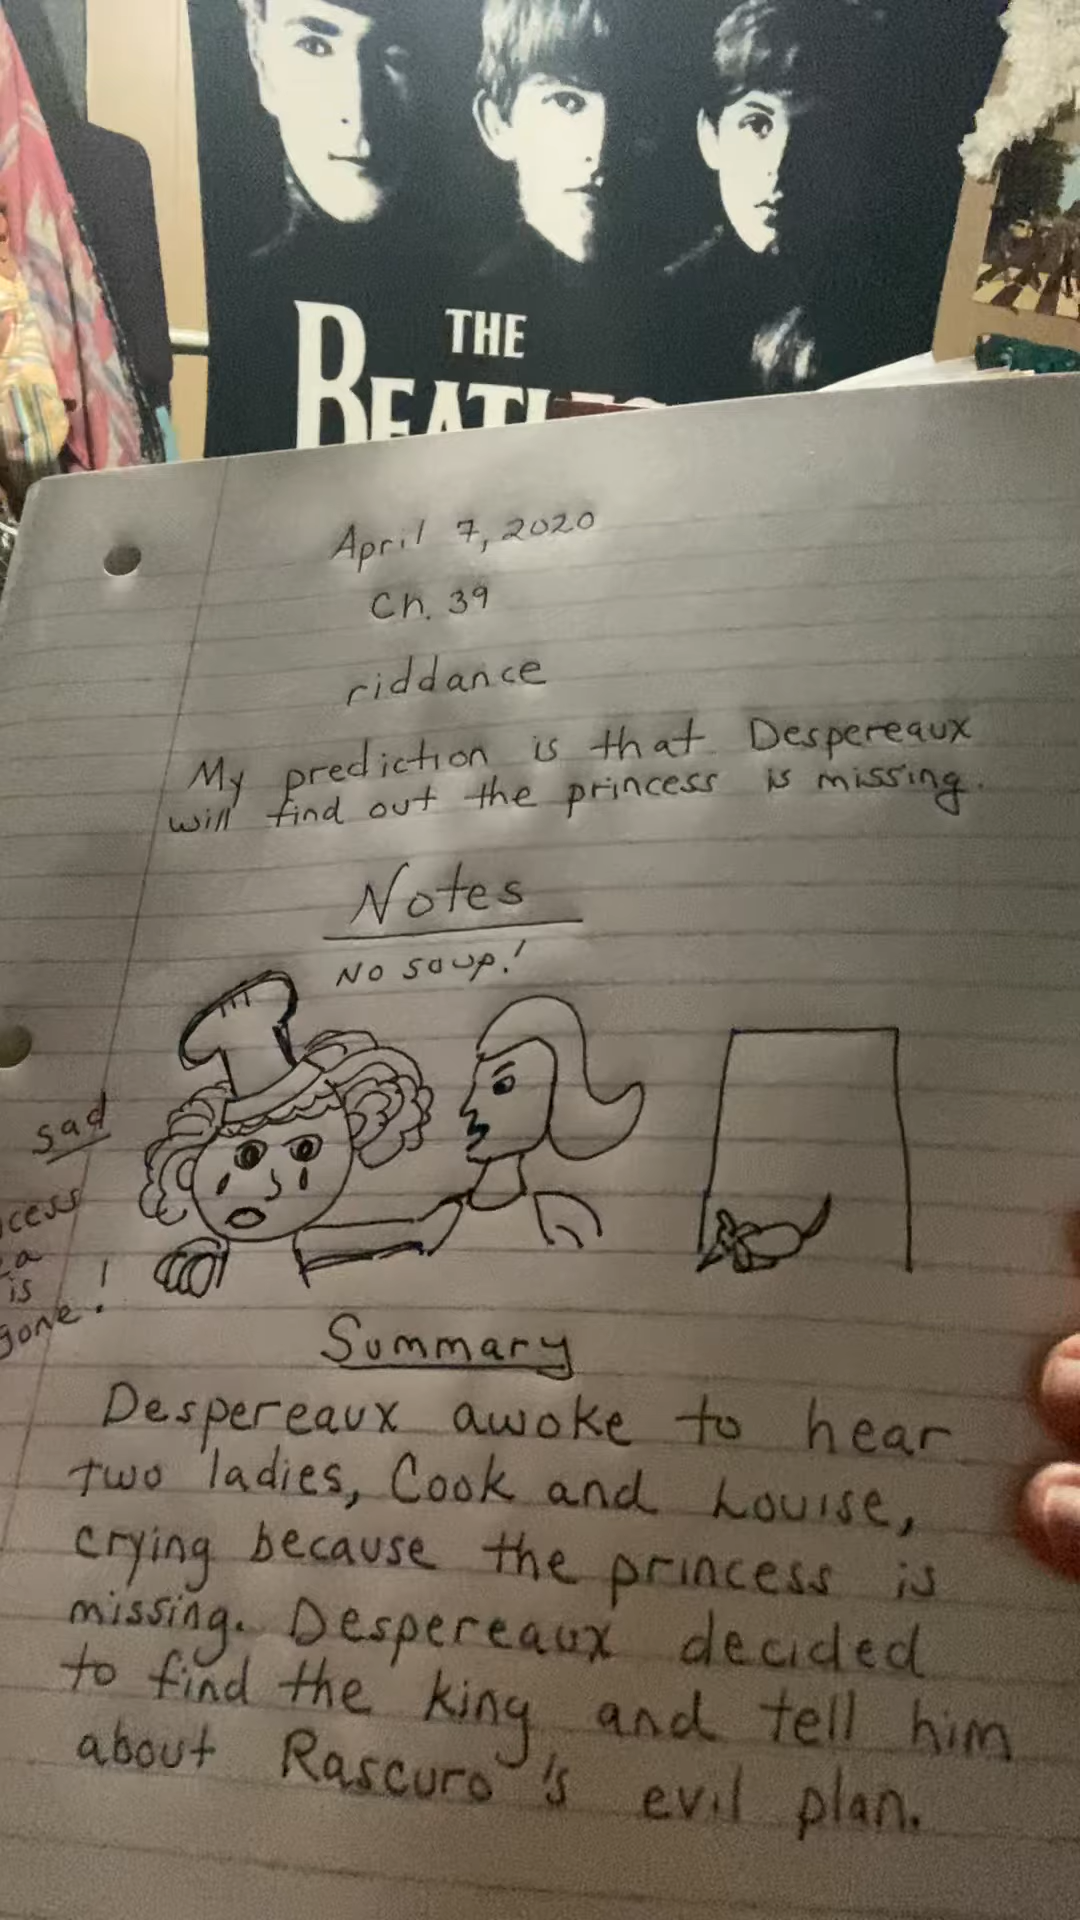 THE
BEATLES
April 7, 2020
Ch. 39
riddance
My prediction is that Despereaux
will find out the princess is missing.
Notes
No soup!
sad
is
gone!
Summary
Despereaux awoke to hear
two ladies, Cook and Louise,
crying because the princess is
missing. Despereaux decided
to find the king and tell him
about Rascuro's evil plan.